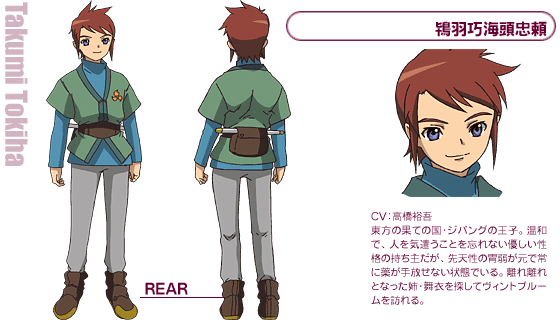 Takumi Tokiha
鴇羽巧海頭忠頼
REAR
CV:高橋裕吾
東方の果ての国・ジパングの王子。温和
で、人を気遣うことを忘れない優しい性
格の持ち主だが、先天性の胃弱が元で常
に薬が手放せない状態でいる。離れ離れ
となった姉・舞衣を探してヴィントブルー
ムを訪れる。